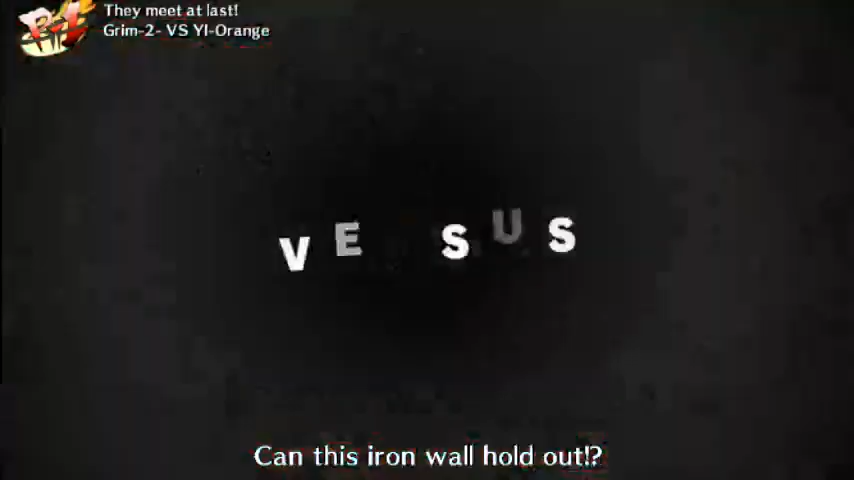 They meet at last!
Grim-2- VS YI-Orange
VE SUS
Can this iron wall hold out!?